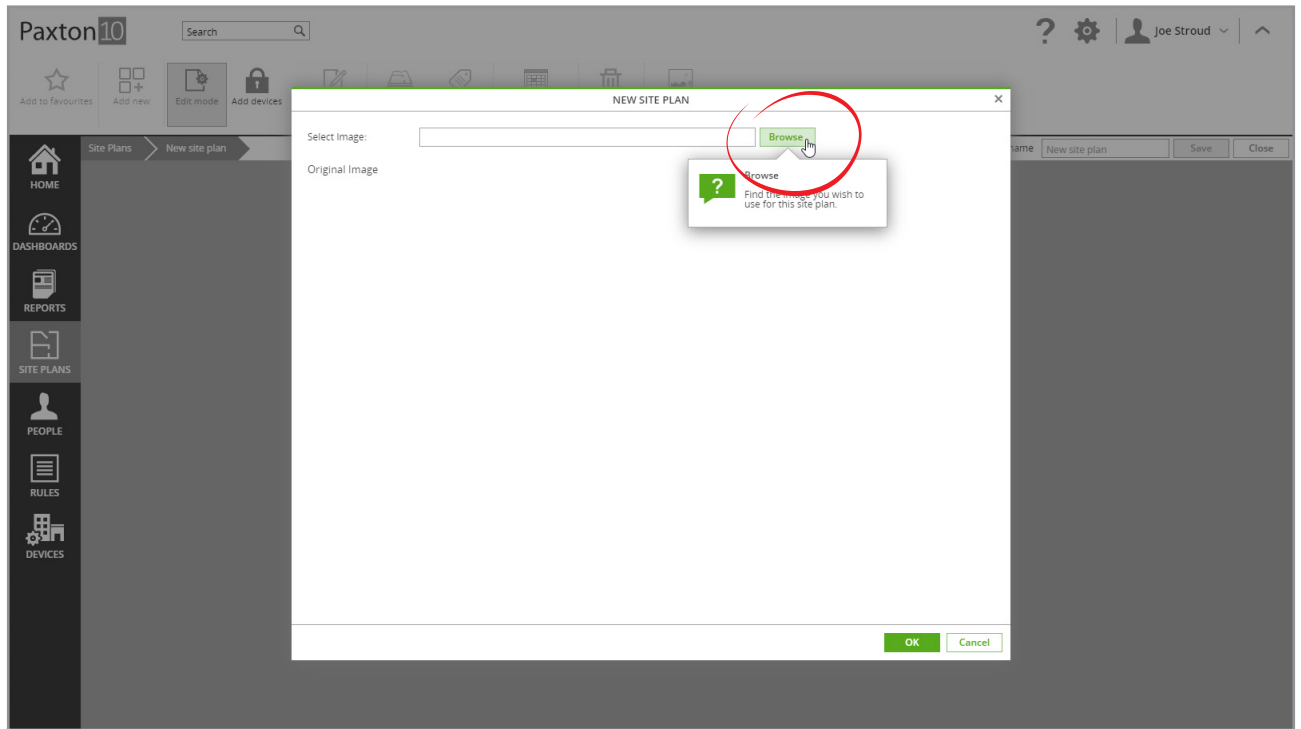 Paxton10
Search
Joe Stroud
Add to favourites
Add new
Edit mode
Add devices
NEW SITE PLAN
Site Plans
New site plan
name
New site plan
Save
Close
Select Image:
Browse
Original Image
?
Browse
Find the image you wish to
use for this site plan.
HOME
DASHBOARDS
REPORTS
SITE PLANS
PEOPLE
RULES
DEVICES
OK
Cancel